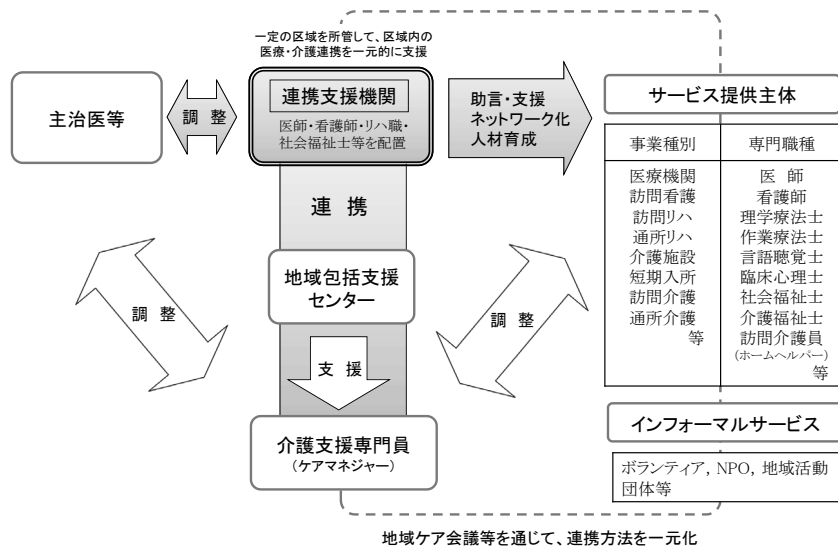 一定の区域を所管して、区域内の
医療・介護連携を一元的に支援
主治医等
調 整
連携支援機関
医師・看護師・リハ職・
社会福祉士等を配置
助言・支援
ネットワーク化
人材育成
サービス提供主体
事業種別
医療機関
訪問看護
訪問リハ
通所リハ
介護施設
短期入所
訪問介護
通所介護
等
専門職種
医 師
看護師
理学療法士
作業療法士
言語聴覚士
臨床心理士
社会福祉士
介護福祉士
訪問介護員
(ホームヘルパー)
等
連 携
地域包括支援
センター
調 整
調 整
支 援
介護支援専門員
(ケアマネジャー)
インフォーマルサービス
ボランティア, NPO, 地域活動
団体等
地域ケア会議等を通じて、連携方法を一元化